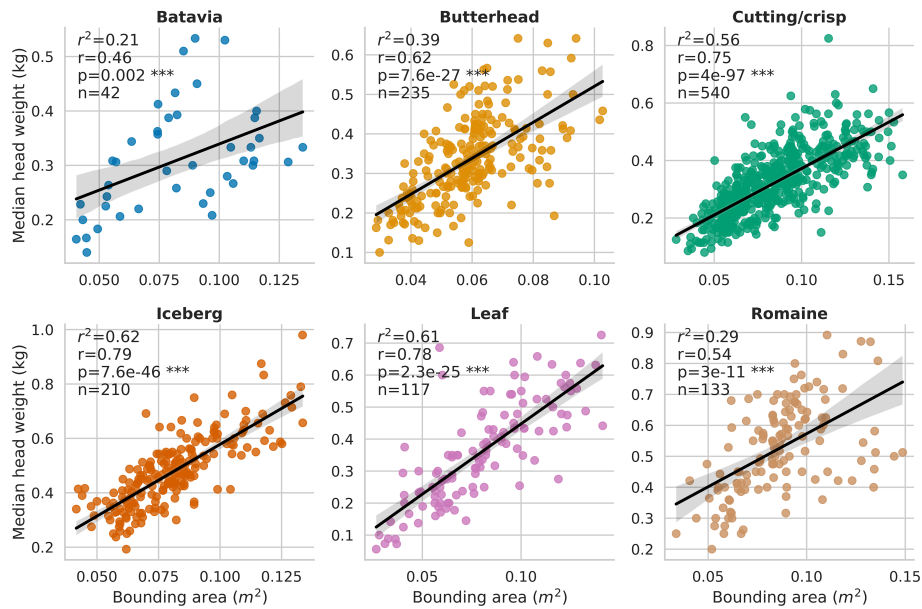 Batavia
Butterhead
Cutting/crisp
Median head weight (kg)
r²=0.21
r=0.46
p=0.002 ***
n=42
0.5
0.4
0.3
0.2
0.050
0.075
0.100
0.125
r²=0.39
r=0.62
p=7.6e-27 ***
n=235
0.6
0.5
0.4
0.3
0.2
0.1
0.04
0.06
0.08
0.10
r²=0.56
r=0.75
p=4e-97 ***
n=540
0.8
0.6
0.4
0.2
0.05
0.10
0.15
Iceberg
Leaf
Romaine
Median head weight (kg)
r²=0.62
r=0.79
p=7.6e-46 ***
n=210
1.0
0.8
0.6
0.4
0.2
0.050
0.075
0.100
0.125
Bounding area (m²)
r²=0.61
r=0.78
p=2.3e-25 ***
n=117
0.7
0.6
0.5
0.4
0.3
0.2
0.1
0.05
0.10
Bounding area (m²)
r²=0.29
r=0.54
p=3e-11 ***
n=133
0.9
0.8
0.7
0.6
0.5
0.4
0.3
0.2
0.05
0.10
0.15
Bounding area (m²)